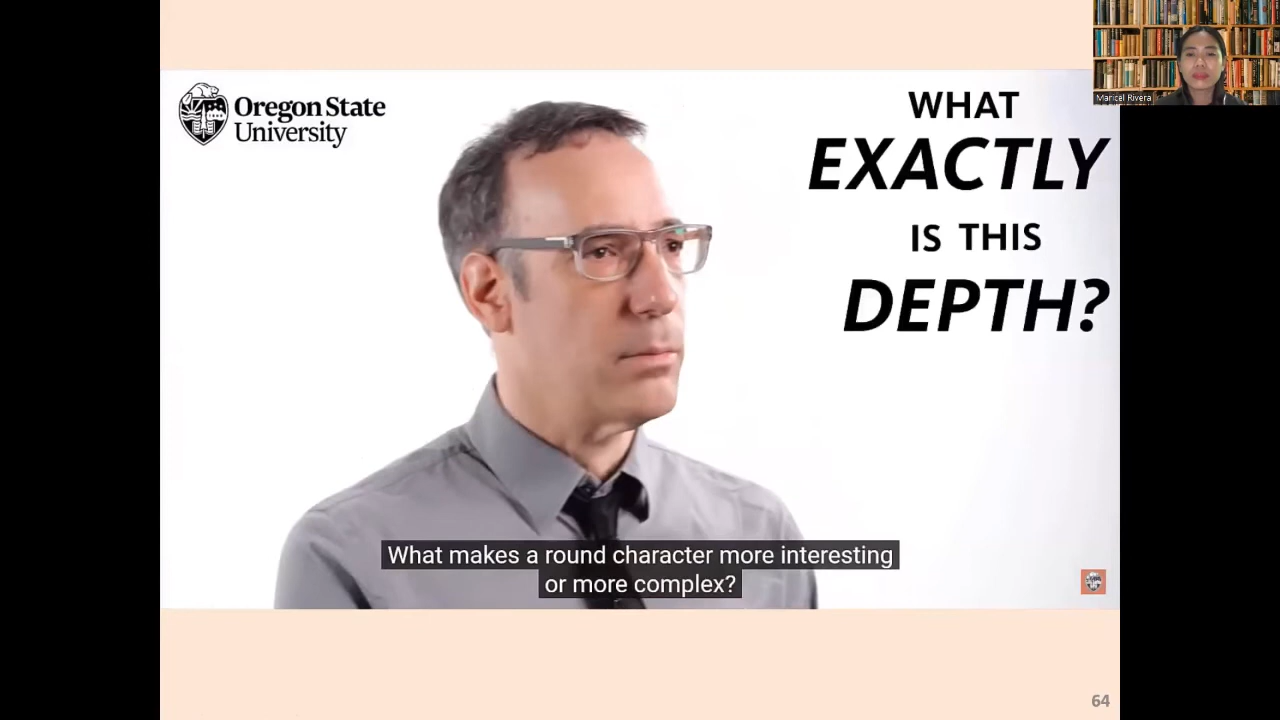 Oregon State
University
WHAT
EXACTLY
IS THIS
DEPTH?
Maricel Rivera
What makes a round character more interesting
or more complex?
64